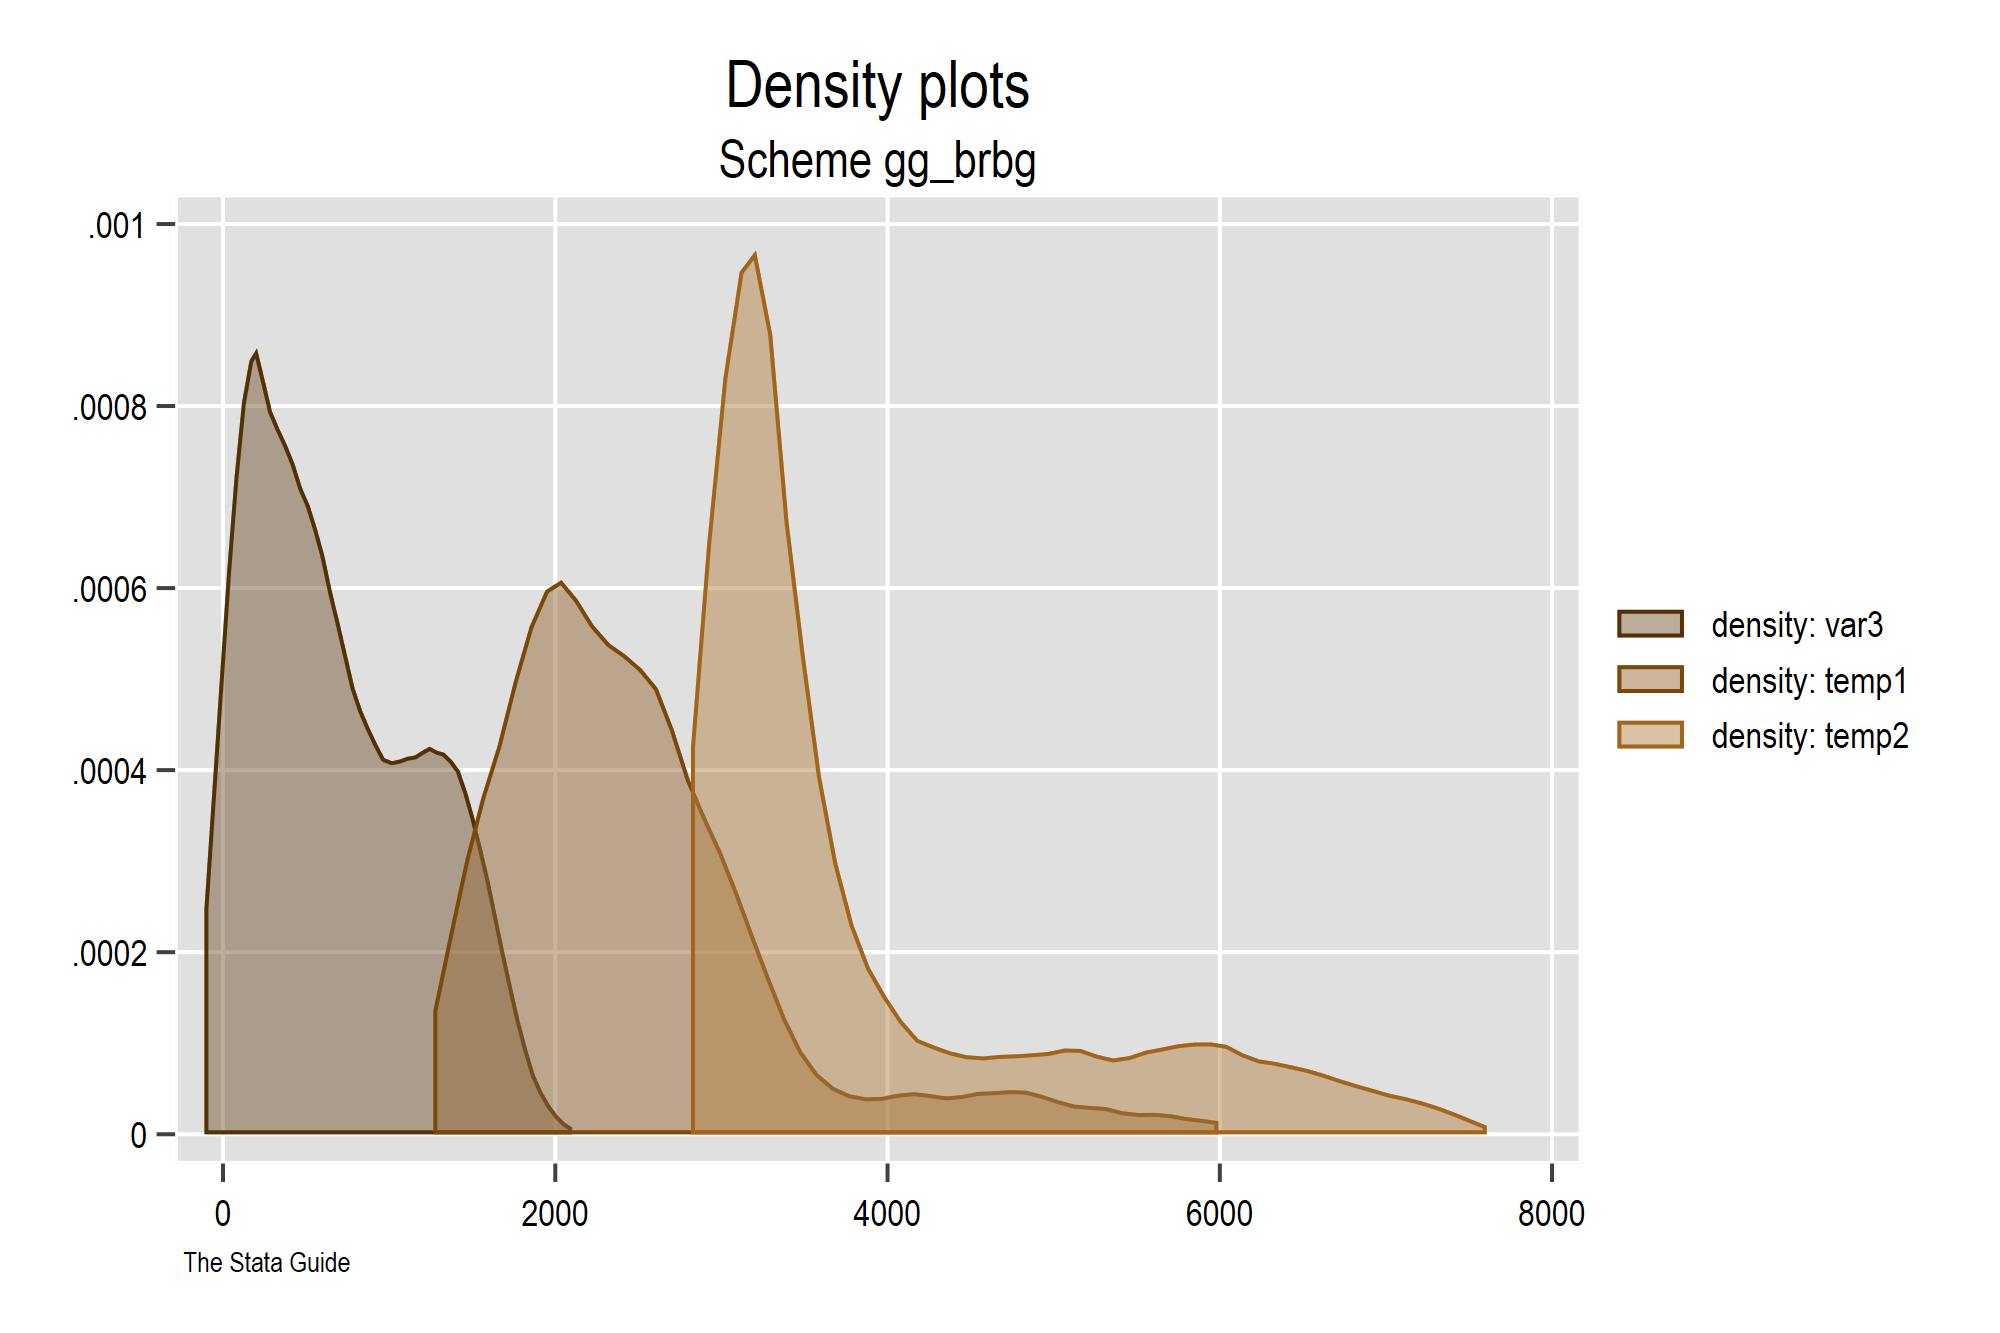 Density plots
Scheme gg_brbg
.001
.0008
.0006
.0004
.0002
0
density: var3
density: temp1
density: temp2
0 2000 4000 6000 8000
The Stata Guide